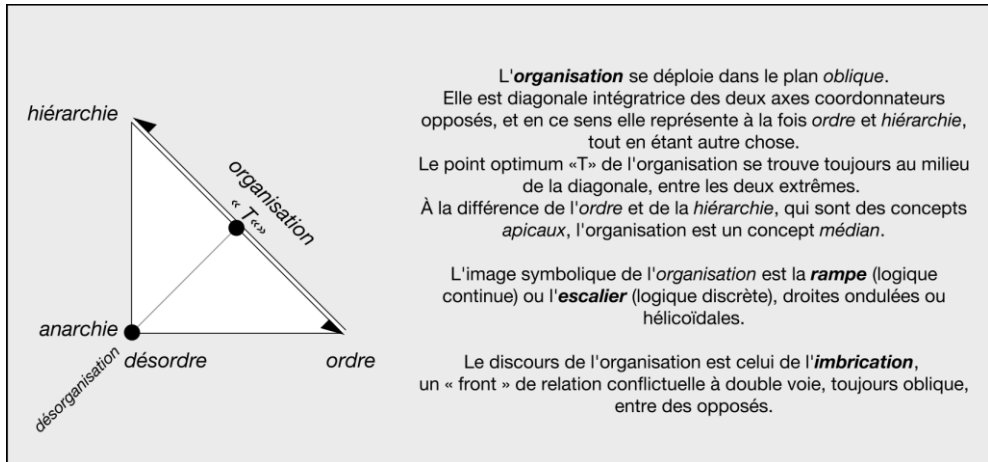 hiérarchie
organisation
« T«»
anarchie
désordre
ordre
désorganisation
L'organisation se déploie dans le plan oblique.
Elle est diagonale intégratrice des deux axes coordonnateurs
opposés, et en ce sens elle représente à la fois ordre et hiérarchie,
tout en étant autre chose.
Le point optimum «T» de l'organisation se trouve toujours au milieu
de la diagonale, entre les deux extrêmes.
À la différence de l'ordre et de la hiérarchie, qui sont des concepts
apicaux, l'organisation est un concept médian.
L'image symbolique de l'organisation est la rampe (logique
continue) ou l'escalier (logique discrète), droites ondulées ou
hélicoïdales.
Le discours de l'organisation est celui de l'imbrication,
un « front » de relation conflictuelle à double voie, toujours oblique,
entre des opposés.